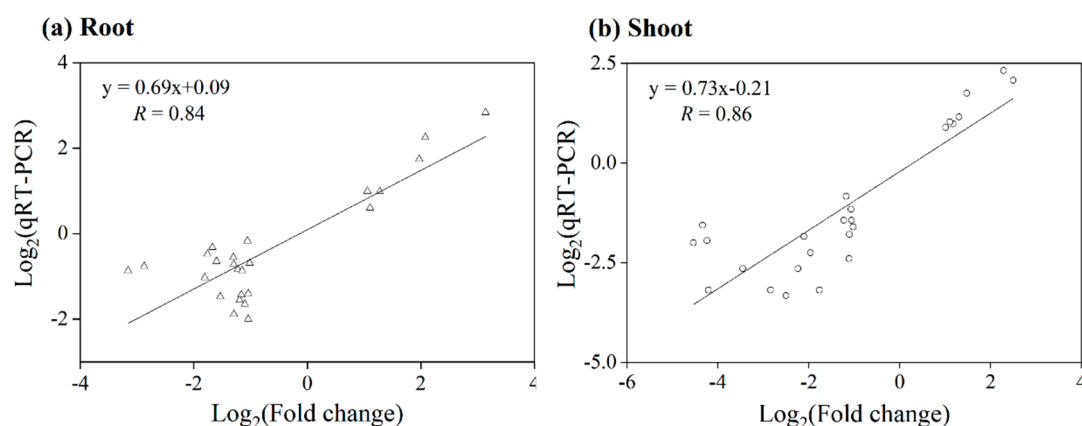 (a) Root
y = 0.69x+0.09
R = 0.84
Log2(qRT-PCR)
4
2
0
-2
-4
-2
0
2
4
Log2(Fold change)
(b) Shoot
y = 0.73x-0.21
R = 0.86
Log2(qRT-PCR)
2.5
0.0
-2.5
-5.0
-6
-4
-2
0
2
4
Log2(Fold change)